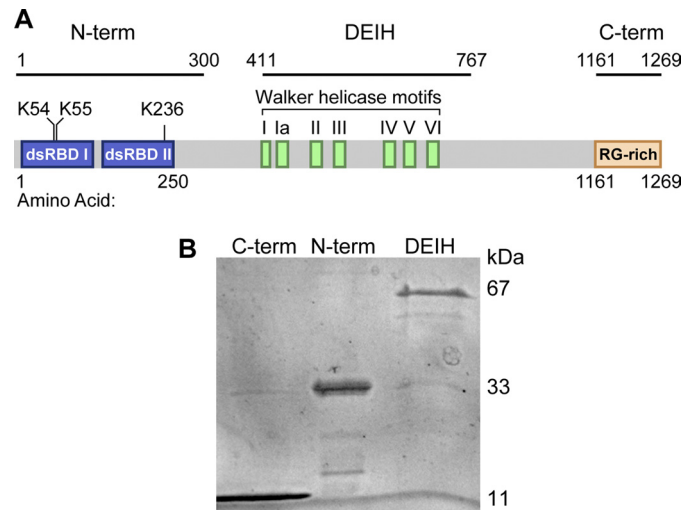 A
N-term DEIH C-term
1 300 411 767 1161 1269
Walker helicase motifs
K54 K55 K236
I Ia II III IV V VI
dsRBD I dsRBD II RG-rich
1 250 1161 1269
Amino Acid:
B
C-term N-term DEIH kDa
67
33
11